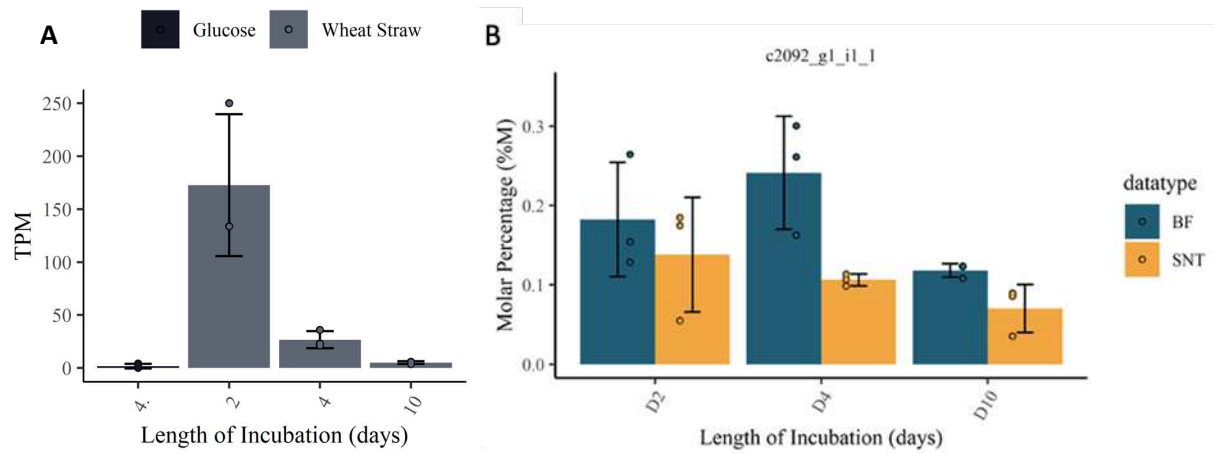 A
Glucose
Wheat Straw
250
200
150
100
50
0
TPM
4.
2
4
10
Length of Incubation (days)
B
c2092_g1_i1_1
0.3
0.2
0.1
0.0
Molar Percentage (%M)
D2
D4
D10
Length of Incubation (days)
datatype
BF
SNT